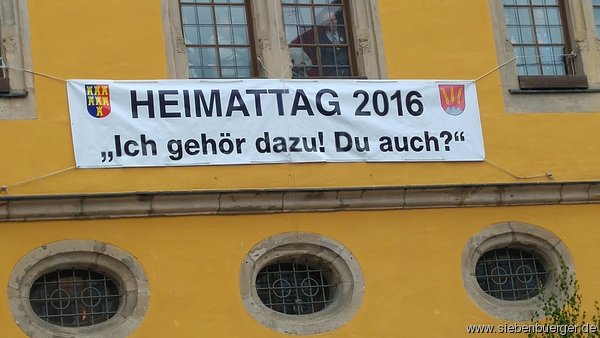 HEIMATTAG 2016
„Ich gehör dazu! Du auch?“
www.siebenbuerger.de